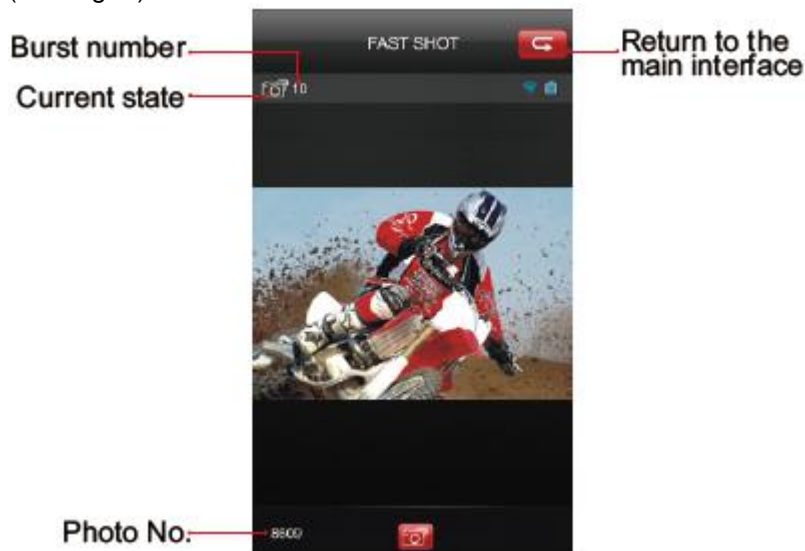 Burst number
Current state
FAST SHOT
10
Return to the
main interface
Photo No.
8600